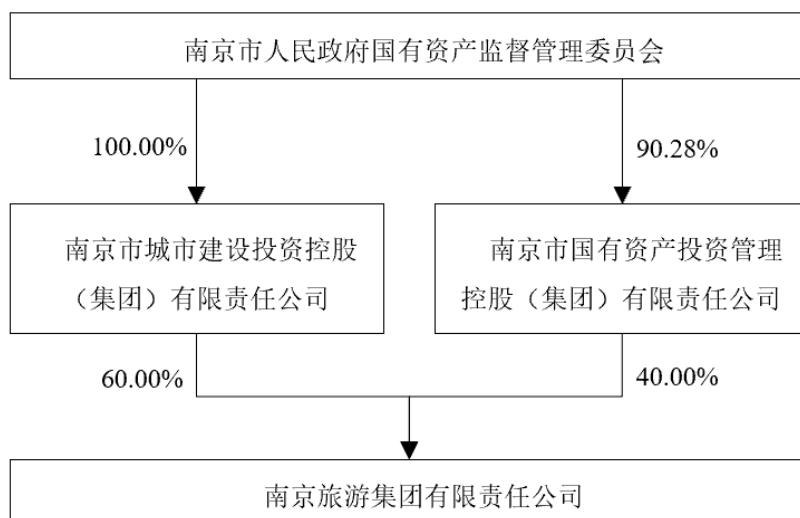 南京市人民政府国有资产监督管理委员会
100.00%
90.28%
南京市城市建设投资控股
（集团）有限责任公司
南京市国有资产投资管理
控股（集团）有限责任公司
60.00%
40.00%
南京旅游集团有限责任公司